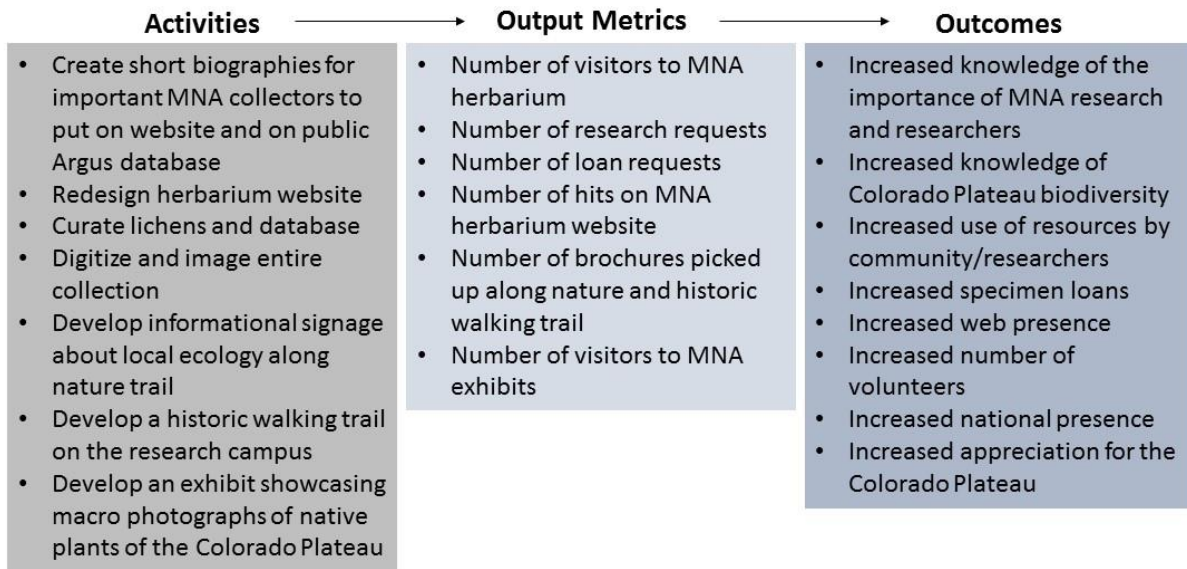 Activities
Output Metrics
Outcomes
• Create short biographies for
important MNA collectors to
put on website and on public
Argus database
• Redesign herbarium website
• Curate lichens and database
• Digitize and image entire
collection
• Develop informational signage
about local ecology along
nature trail
• Develop a historic walking trail
on the research campus
• Develop an exhibit showcasing
macro photographs of native
plants of the Colorado Plateau
• Number of visitors to MNA
herbarium
• Number of research requests
• Number of loan requests
• Number of hits on MNA
herbarium website
• Number of brochures picked
up along nature and historic
walking trail
• Number of visitors to MNA
exhibits
• Increased knowledge of the
importance of MNA research
and researchers
• Increased knowledge of
Colorado Plateau biodiversity
• Increased use of resources by
community/researchers
• Increased specimen loans
• Increased web presence
• Increased number of
volunteers
• Increased national presence
• Increased appreciation for the
Colorado Plateau